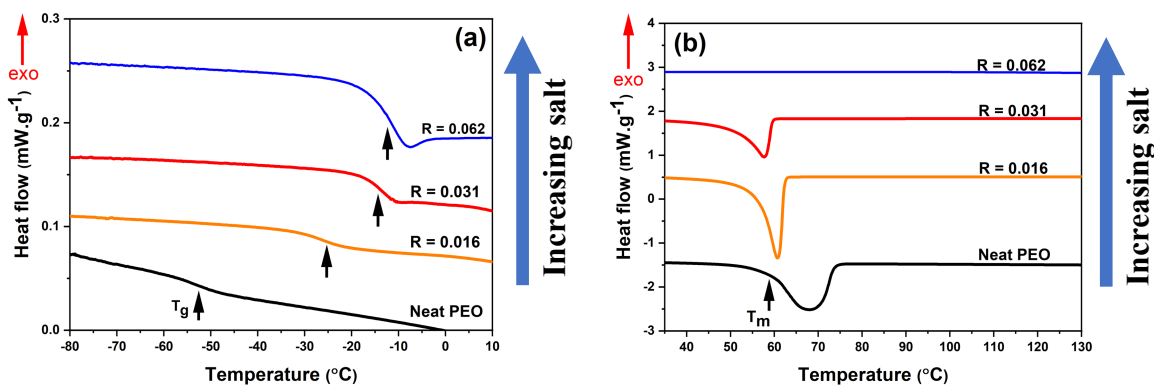 exo
Heat flow (mW.g-1)
0.3
0.2
0.1
0.0
(a)
R = 0.062
R = 0.031
R = 0.016
Tg
Neat PEO
-80 -70 -60 -50 -40 -30 -20 -10 0 10
Temperature (°C)
Increasing salt
exo
Heat flow (mW.g-1)
4
3
2
1
0
-1
-2
-3
(b)
R = 0.062
R = 0.031
R = 0.016
Neat PEO
Tm
40 50 60 70 80 90 100 110 120 130
Temperature (°C)
Increasing salt